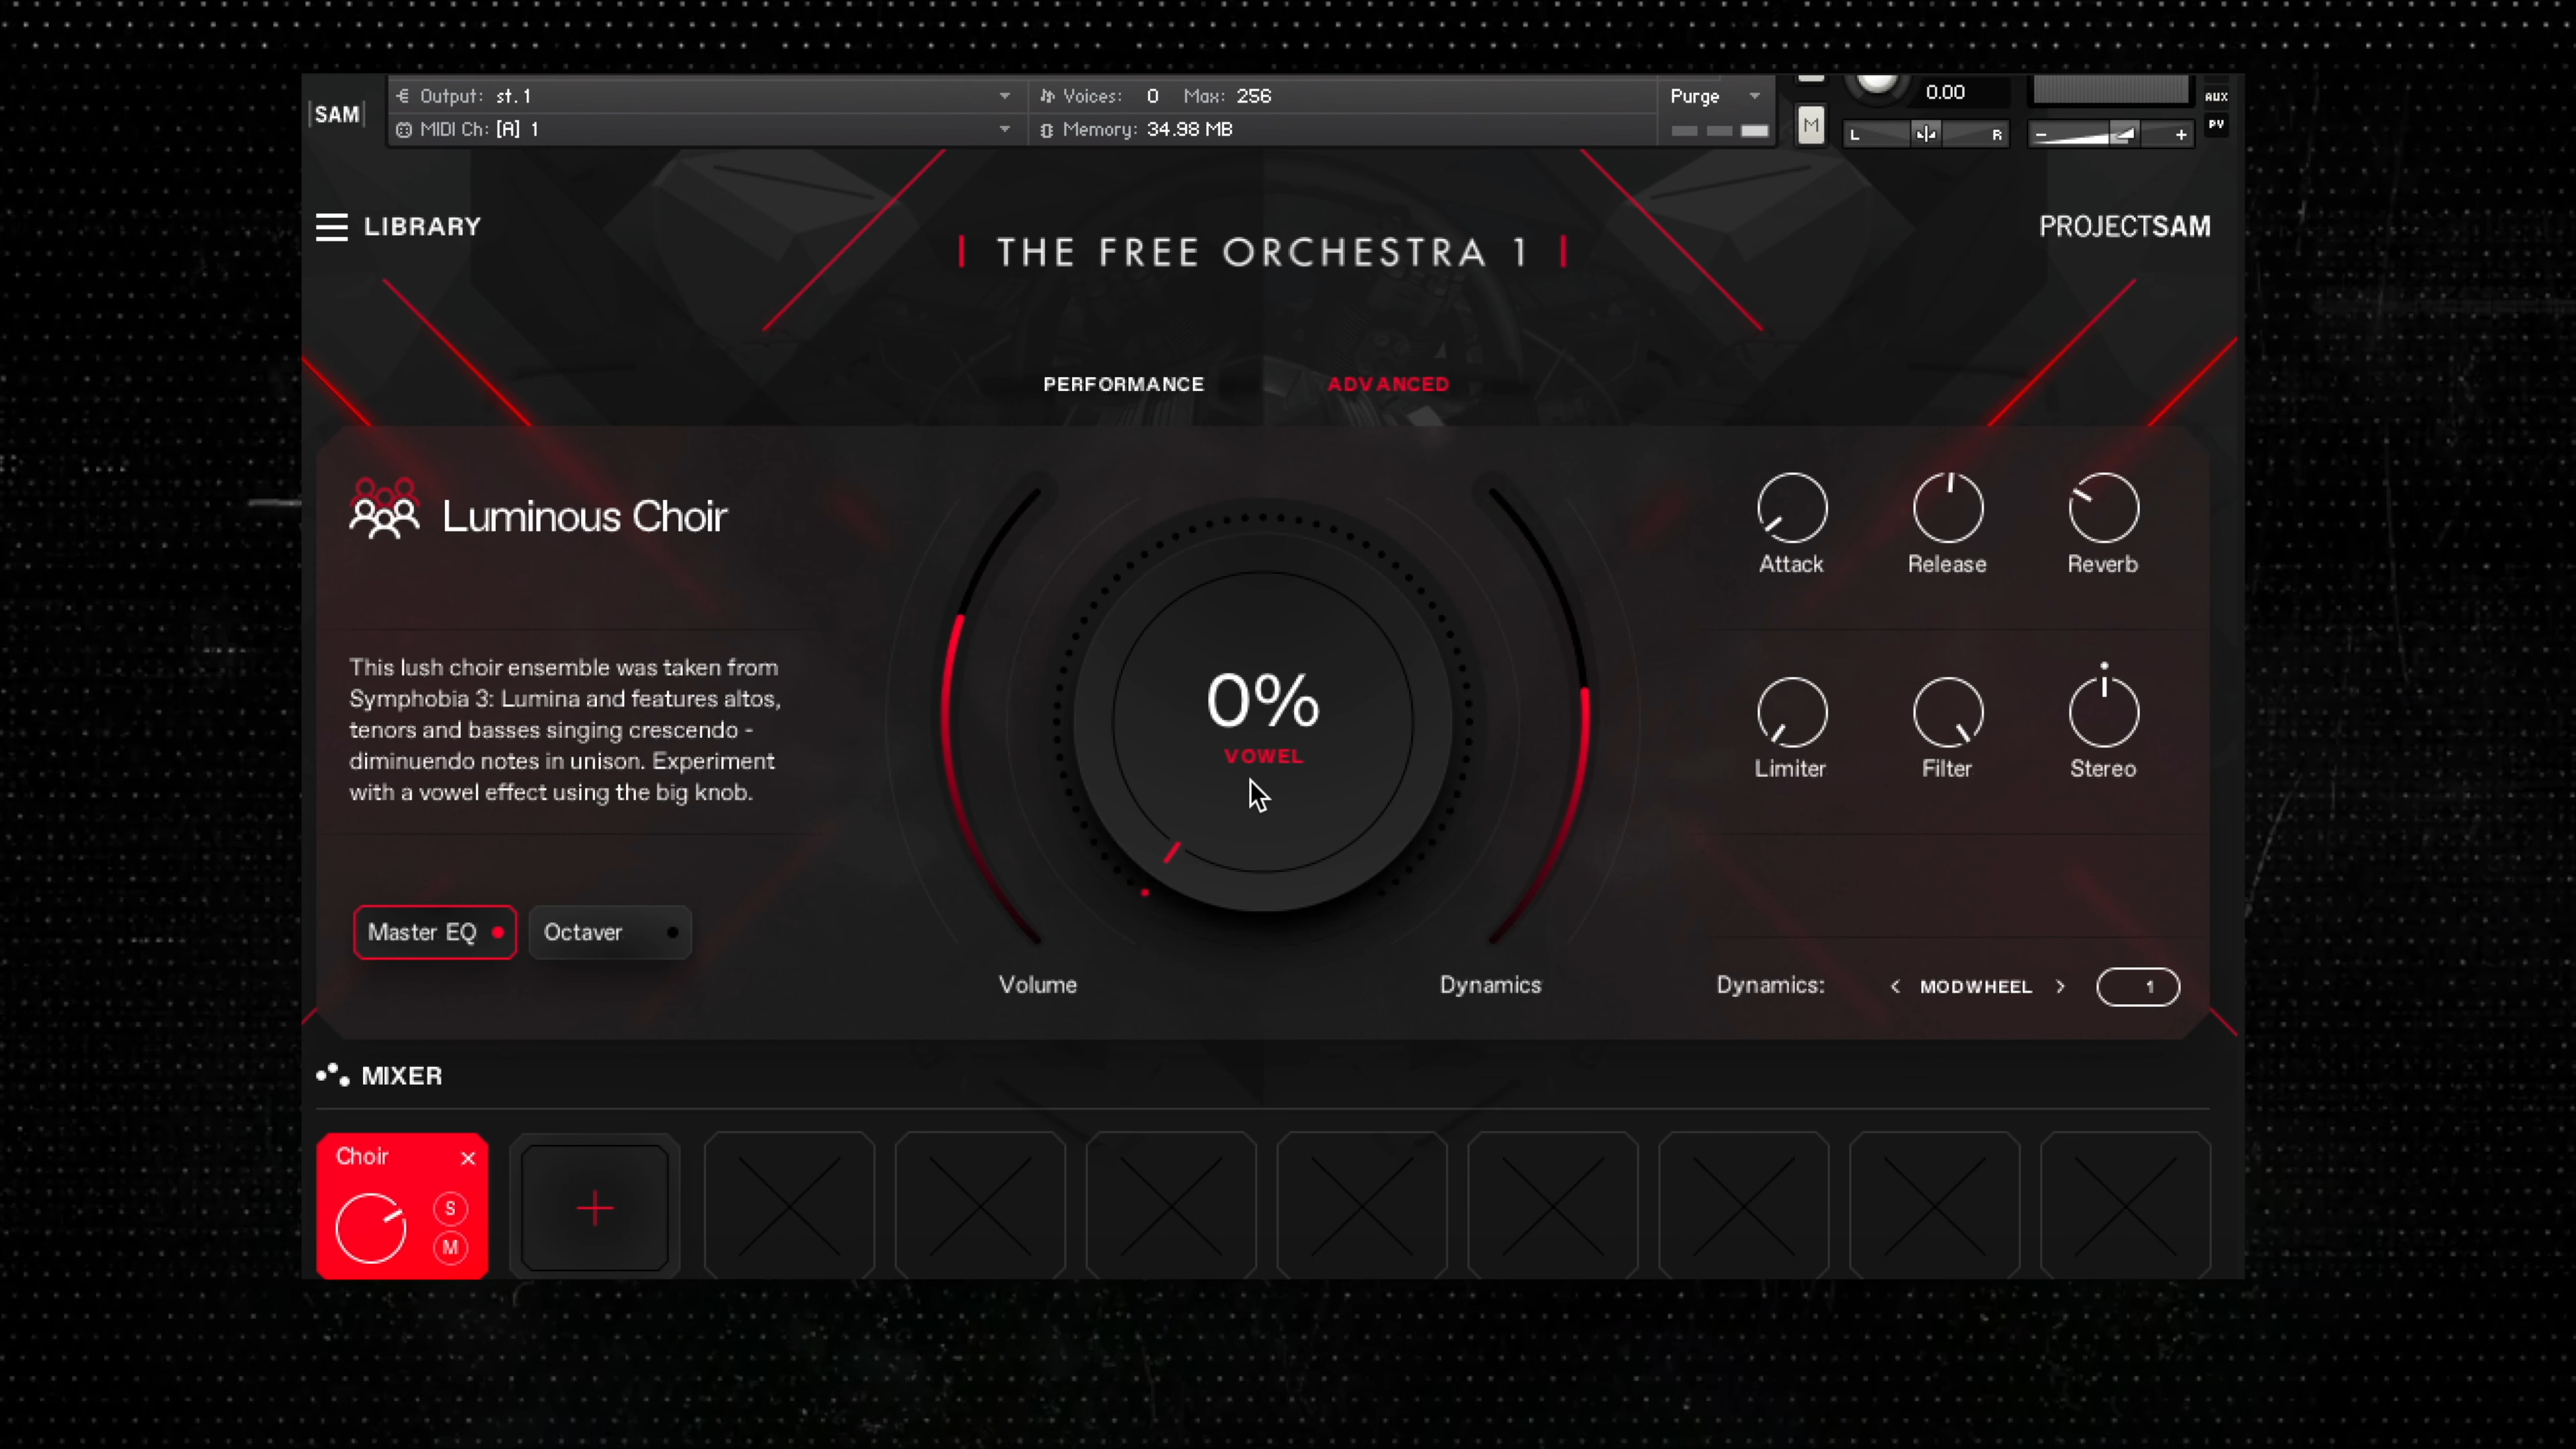 |SAM|
Output: st.1
Voices: 0 Max: 256
Purge
0.00
AUX
MIDI Ch: [A] 1
Memory: 34.98 MB
M
L R
- +
PV
LIBRARY
THE FREE ORCHESTRA 1
PROJECTSAM
PERFORMANCE
ADVANCED
Luminous Choir
This lush choir ensemble was taken from
Symphobia 3: Lumina and features altos,
tenors and basses singing crescendo -
diminuendo notes in unison. Experiment
with a vowel effect using the big knob.
Master EQ
Octaver
0%
VOWEL
Volume
Dynamics
Attack
Release
Reverb
Limiter
Filter
Stereo
Dynamics:
< MODWHEEL >
1
MIXER
Choir
S
M